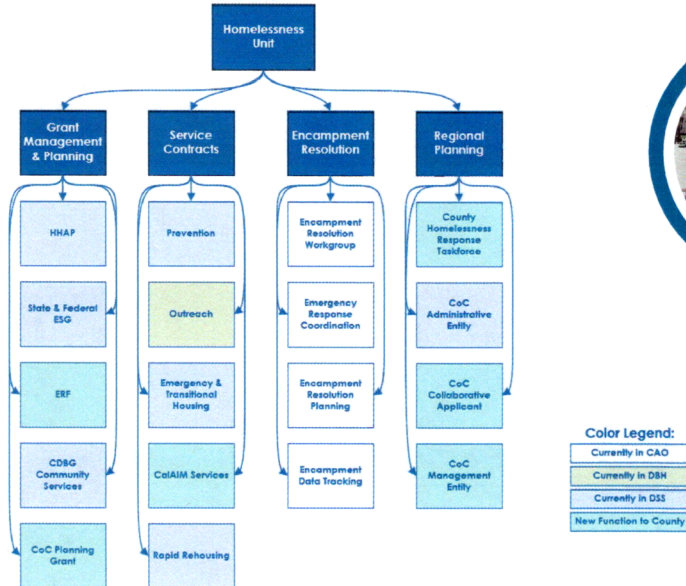 Homelessness
Unit
Grant
Management
& Planning
Service
Contracts
Encampment
Resolution
Regional
Planning
HHAP
Prevention
Encampment
Resolution
Workgroup
County
Homelessness
Response
Taskforce
State & Federal
ESG
Outreach
Emergency
Response
Coordination
CoC
Administrative
Entity
ERF
Emergency &
Transitional
Housing
Encampment
Resolution
Planning
CoC
Collaborative
Applicant
CDBG
Community
Services
CalAIM Services
Encampment
Data Tracking
CoC
Management
Entity
CoC Planning
Grant
Rapid Rehousing
Color Legend:
Currently in CAO
Currently in DBH
Currently in DSS
New Function to County